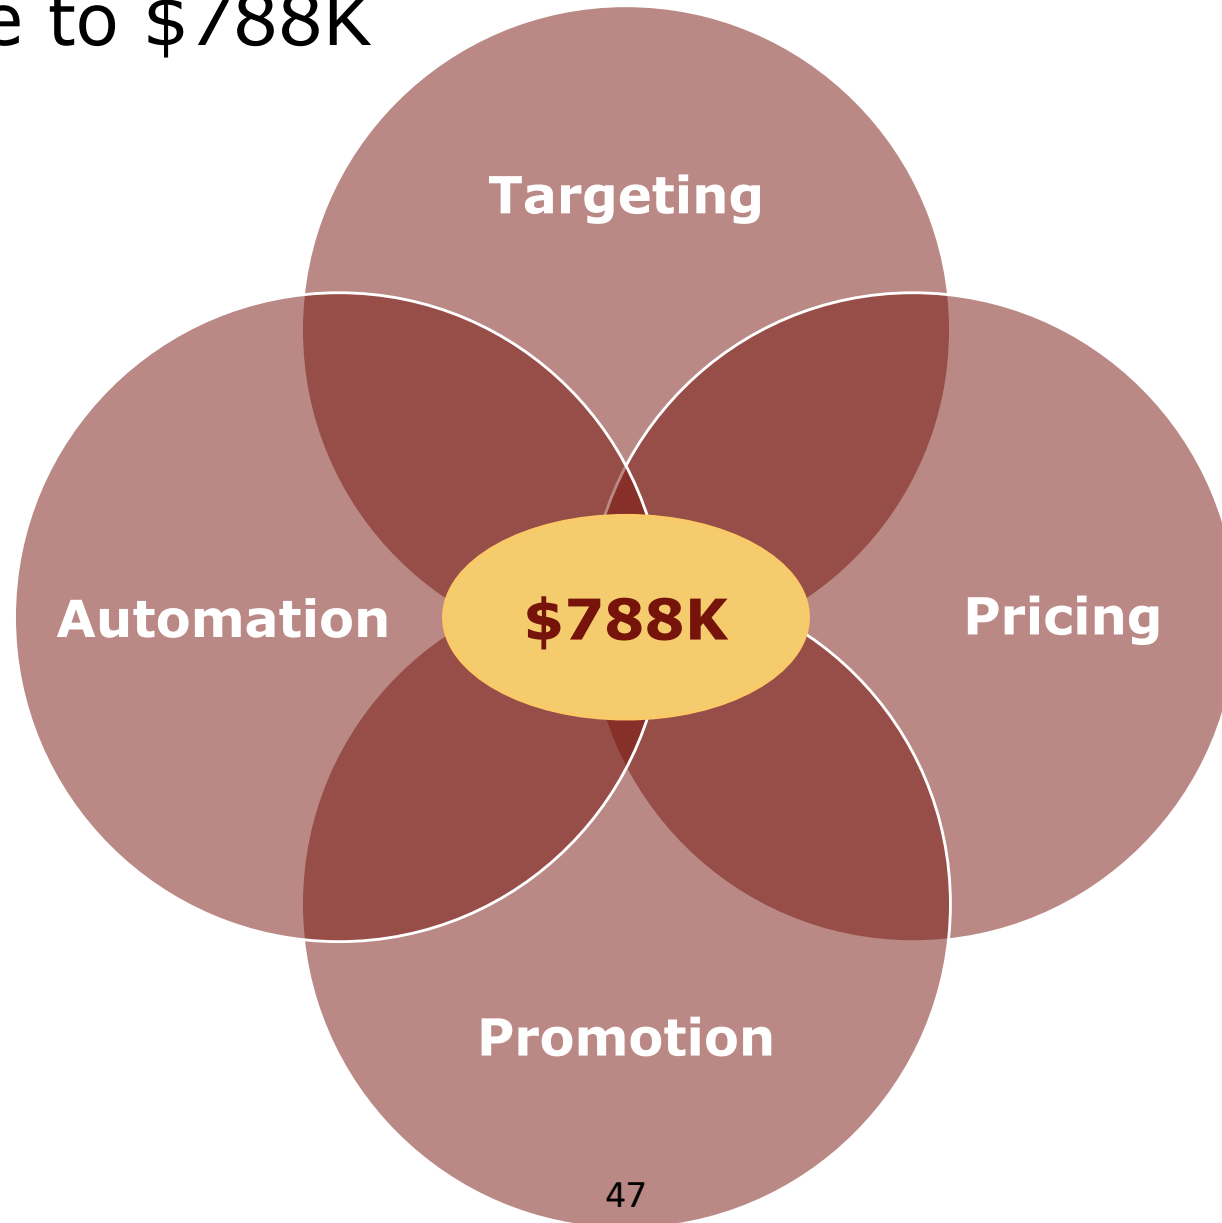 e to $788K
Targeting
Automation
$788K
Pricing
Promotion
47